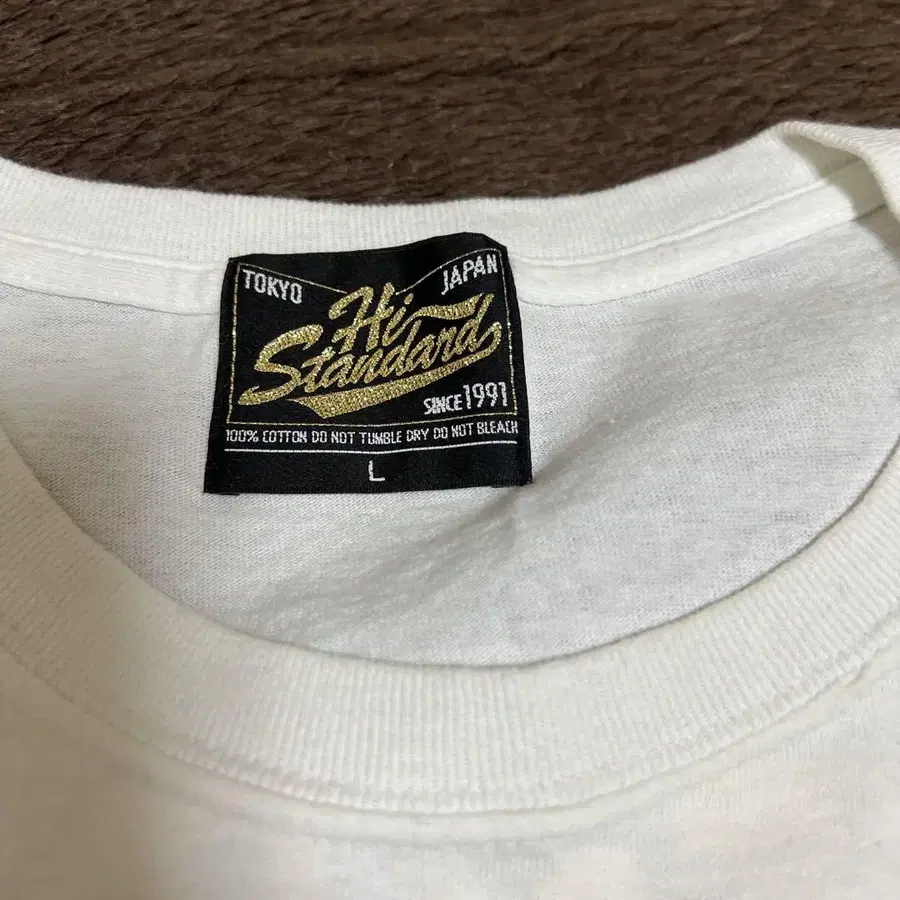 TOKYO JAPAN
Hi-
Standard
SINCE 1991
100% COTTON DO NOT TUMBLE DRY DO NOT BLEACH
L